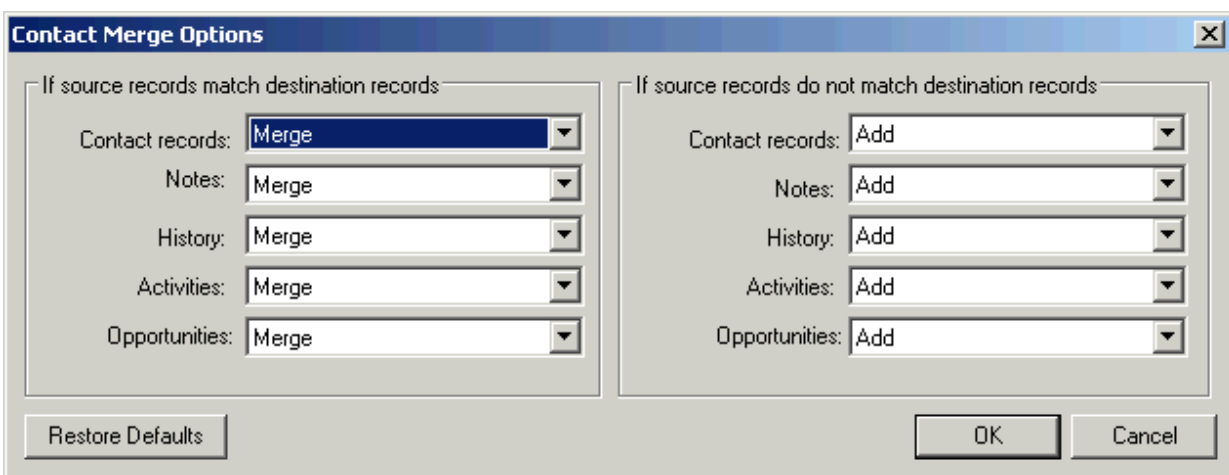 Contact Merge Options
If source records match destination records
Contact records: Merge
Notes: Merge
History: Merge
Activities: Merge
Opportunities: Merge
If source records do not match destination records
Contact records: Add
Notes: Add
History: Add
Activities: Add
Opportunities: Add
Restore Defaults
OK
Cancel